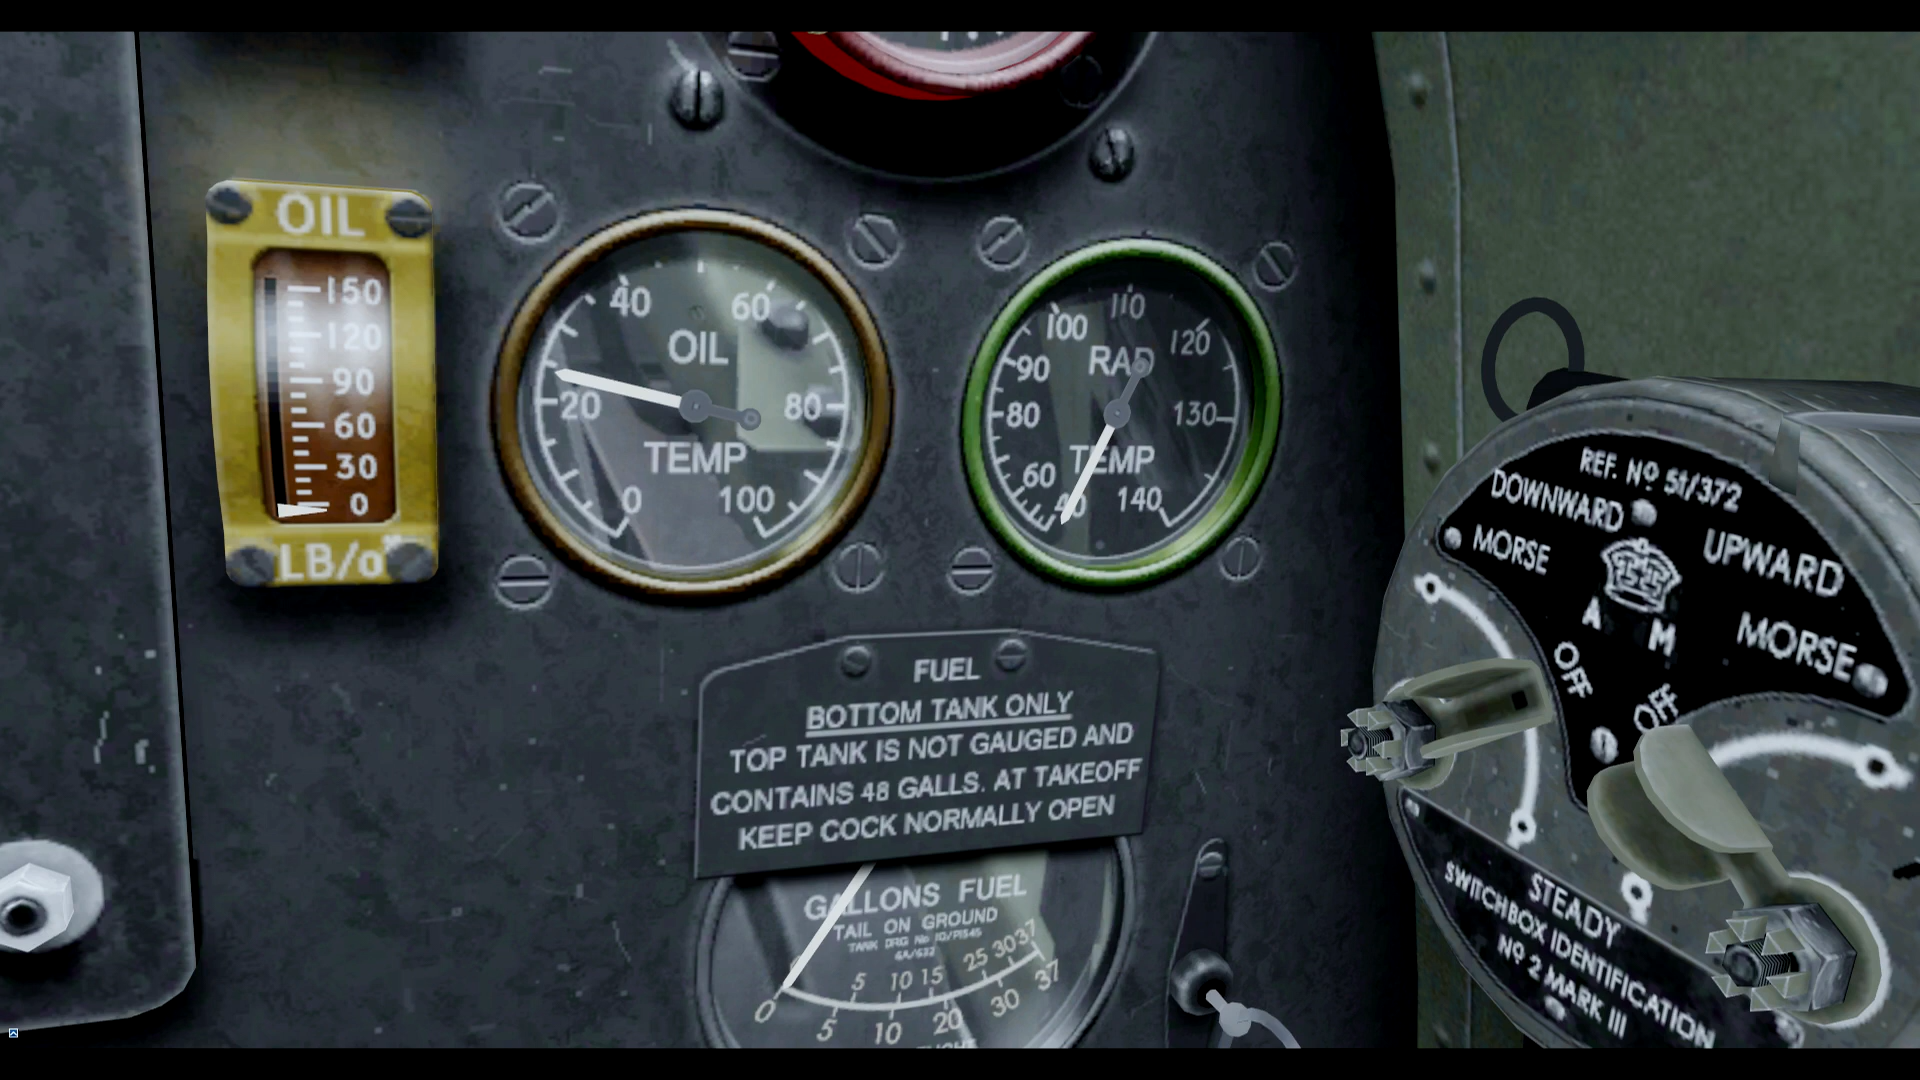 OIL
150
120
90
60
30
0
LB/o"
40
60
OIL
20
80
TEMP
0
100
110
100
120
RAD
90
80
130
60
TEMP
40
140
REF. Nº 5t/372
DOWNWARD
MORSE
UPWARD
MORSE
A
M
OFF
OFF
STEADY
SWITCHBOX IDENTIFICATION
Nº 2 MARK III
FUEL
BOTTOM TANK ONLY
TOP TANK IS NOT GAUGED AND
CONTAINS 48 GALLS. AT TAKEOFF
KEEP COCK NORMALLY OPEN
GALLONS FUEL
TAIL ON GROUND
0 5 10 15 25 30 37
0 5 10 20 30 37